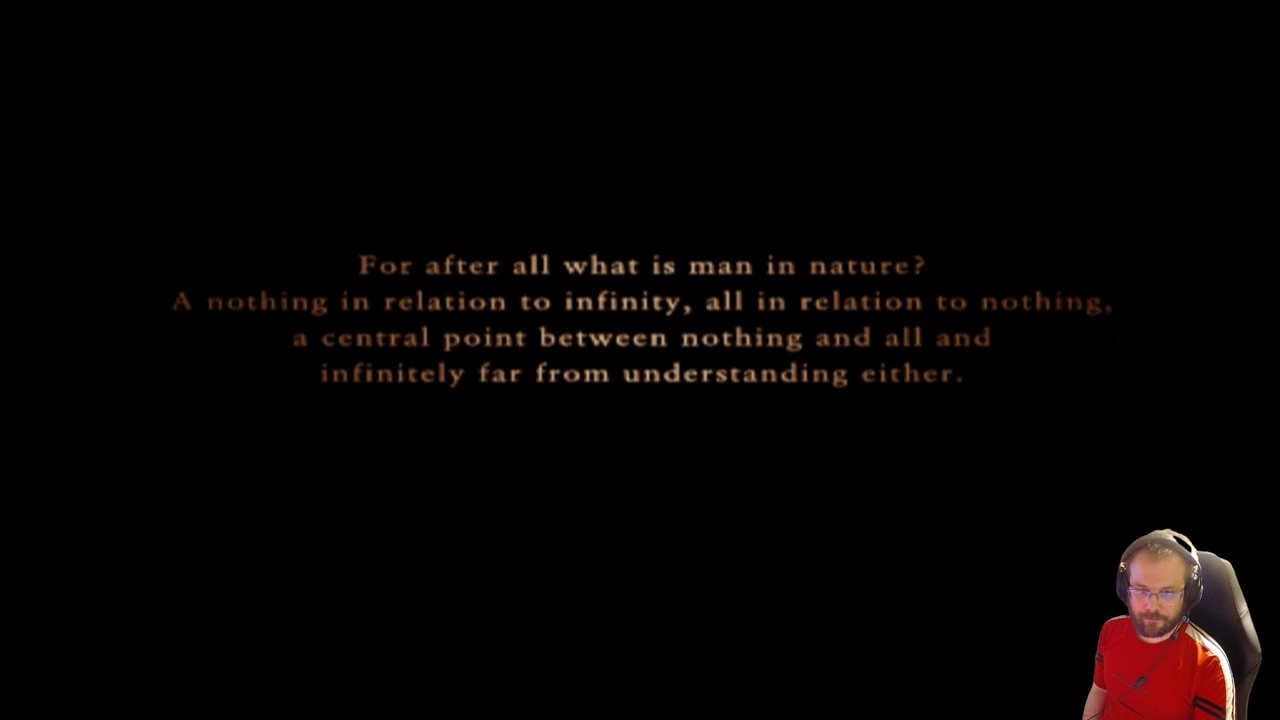 For after all what is man in nature?
A nothing in relation to infinity, all in relation to nothing,
a central point between nothing and all and
infinitely far from understanding either.